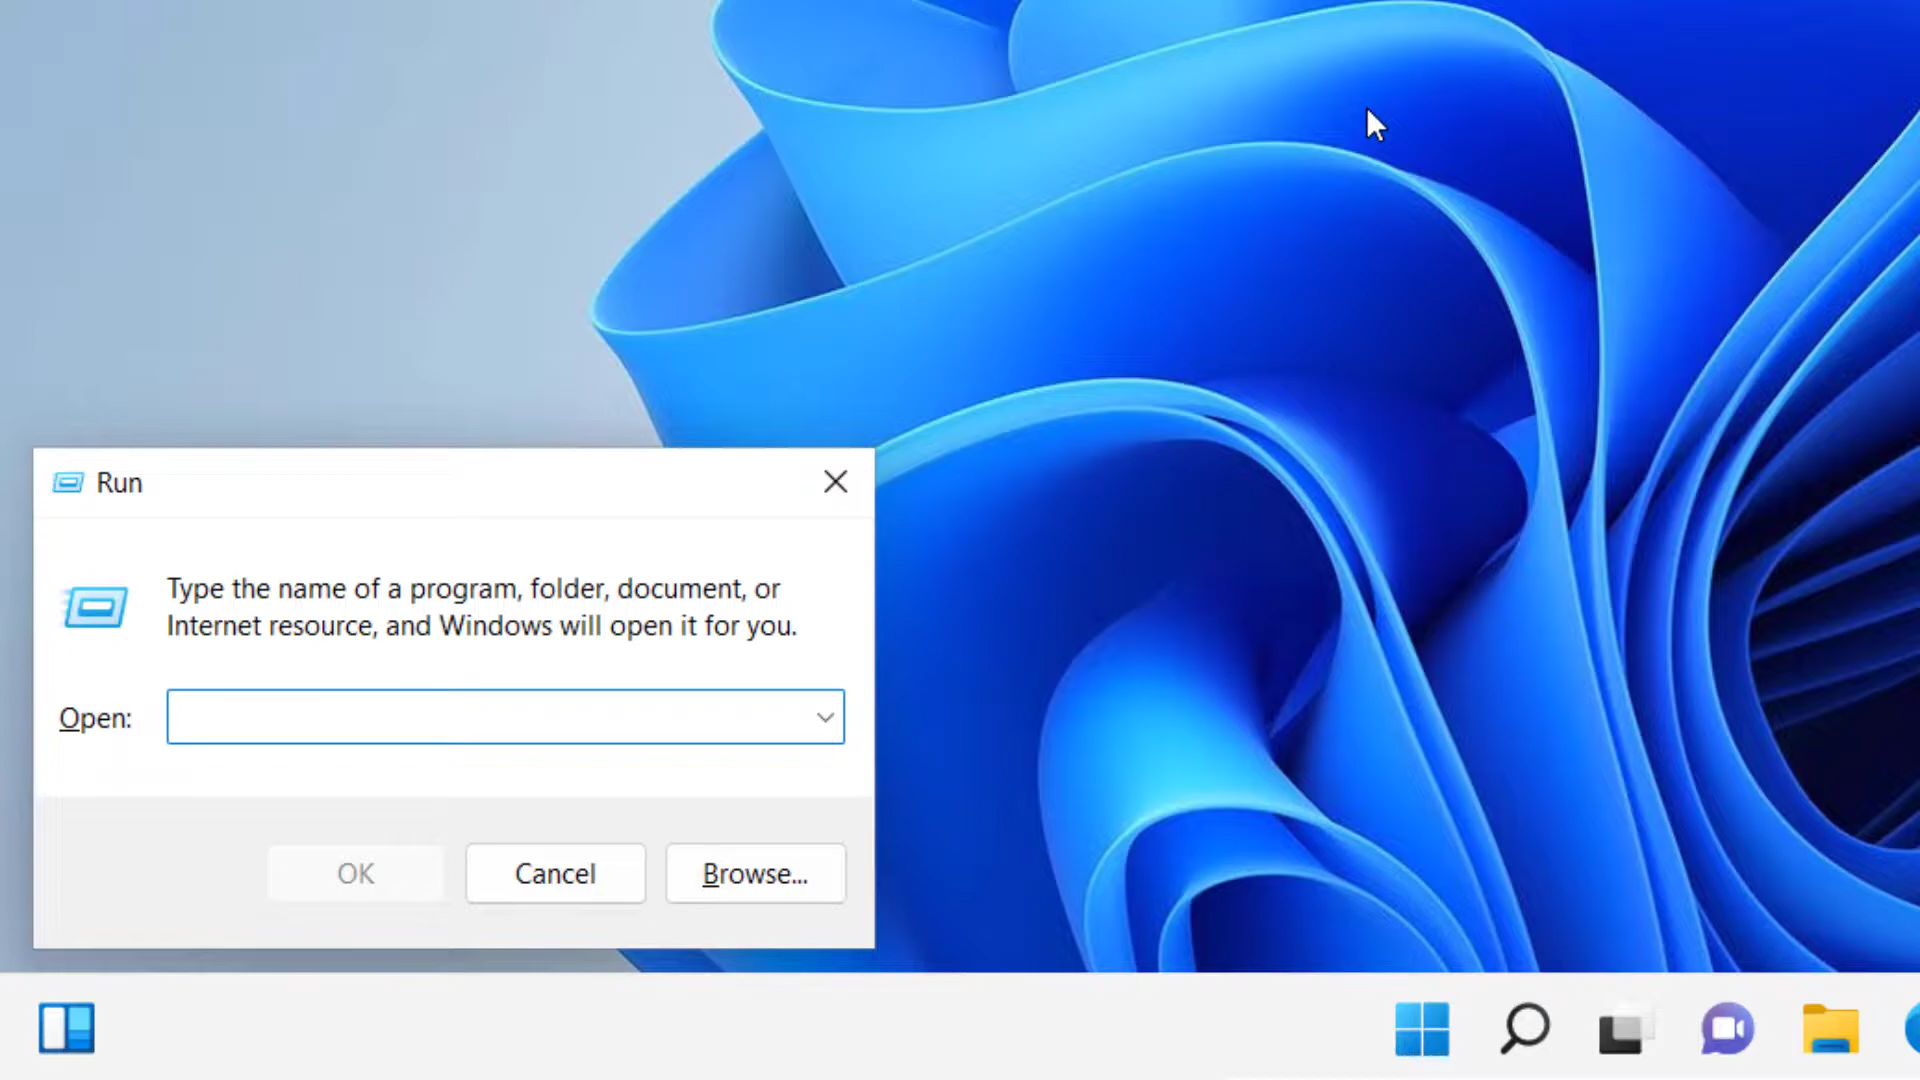 Run
Type the name of a program, folder, document, or
Internet resource, and Windows will open it for you.
Open:
OK
Cancel
Browse...